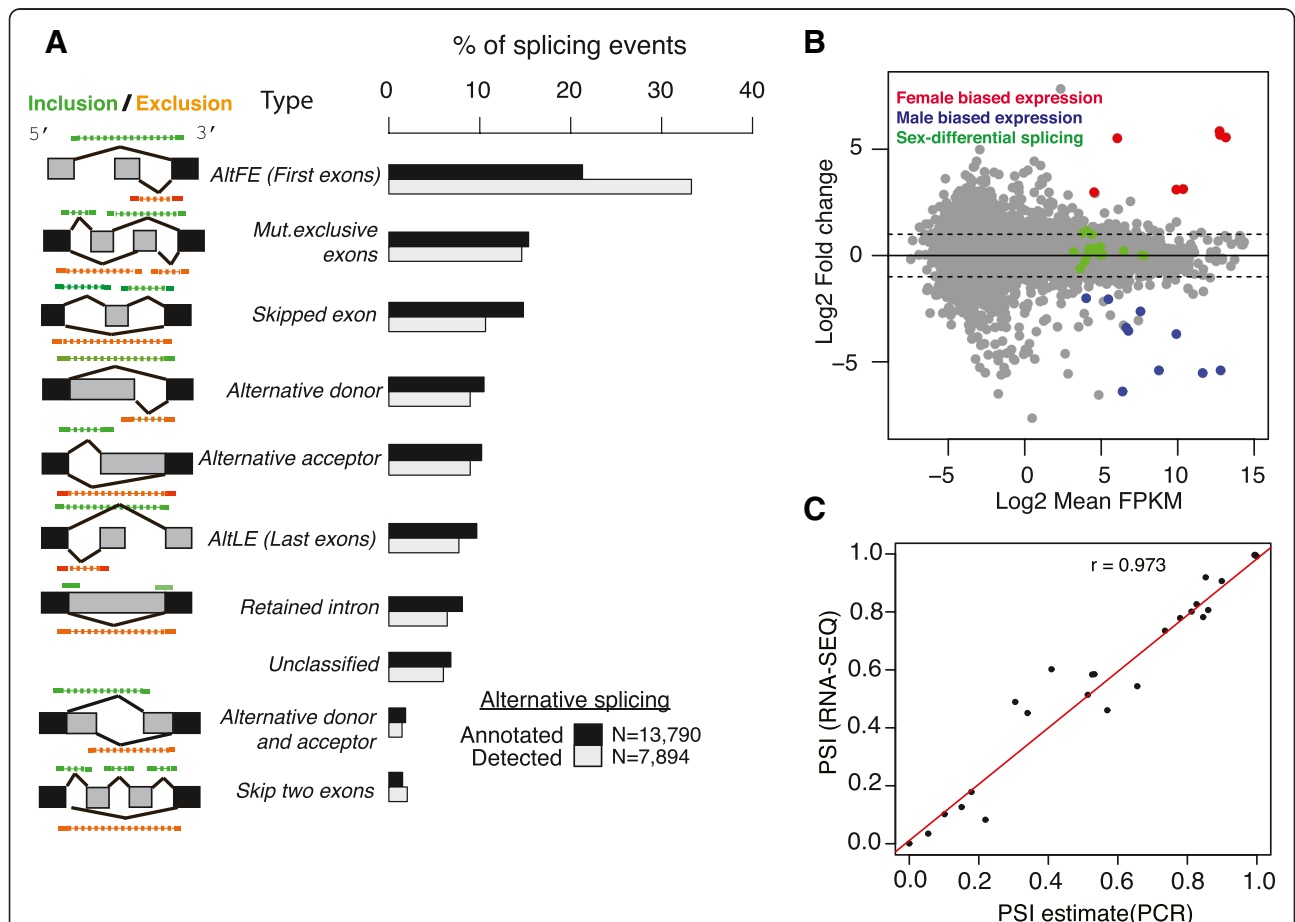 A
% of splicing events
Inclusion / Exclusion
Type
0 10 20 30 40
5′ 3′
AltFE (First exons)
Mut.exclusive
exons
Skipped exon
Alternative donor
Alternative acceptor
AltLE (Last exons)
Retained intron
Unclassified
Alternative donor
and acceptor
Skip two exons
Alternative splicing
Annotated N=13,790
Detected N=7,894
B
Female biased expression
Male biased expression
Sex-differential splicing
Log2 Fold change
5
0
−5
−5 0 5 10 15
Log2 Mean FPKM
C
r = 0.973
PSI (RNA-SEQ)
1.0
0.8
0.6
0.4
0.2
0.0
0.0 0.2 0.4 0.6 0.8 1.0
PSI estimate(PCR)